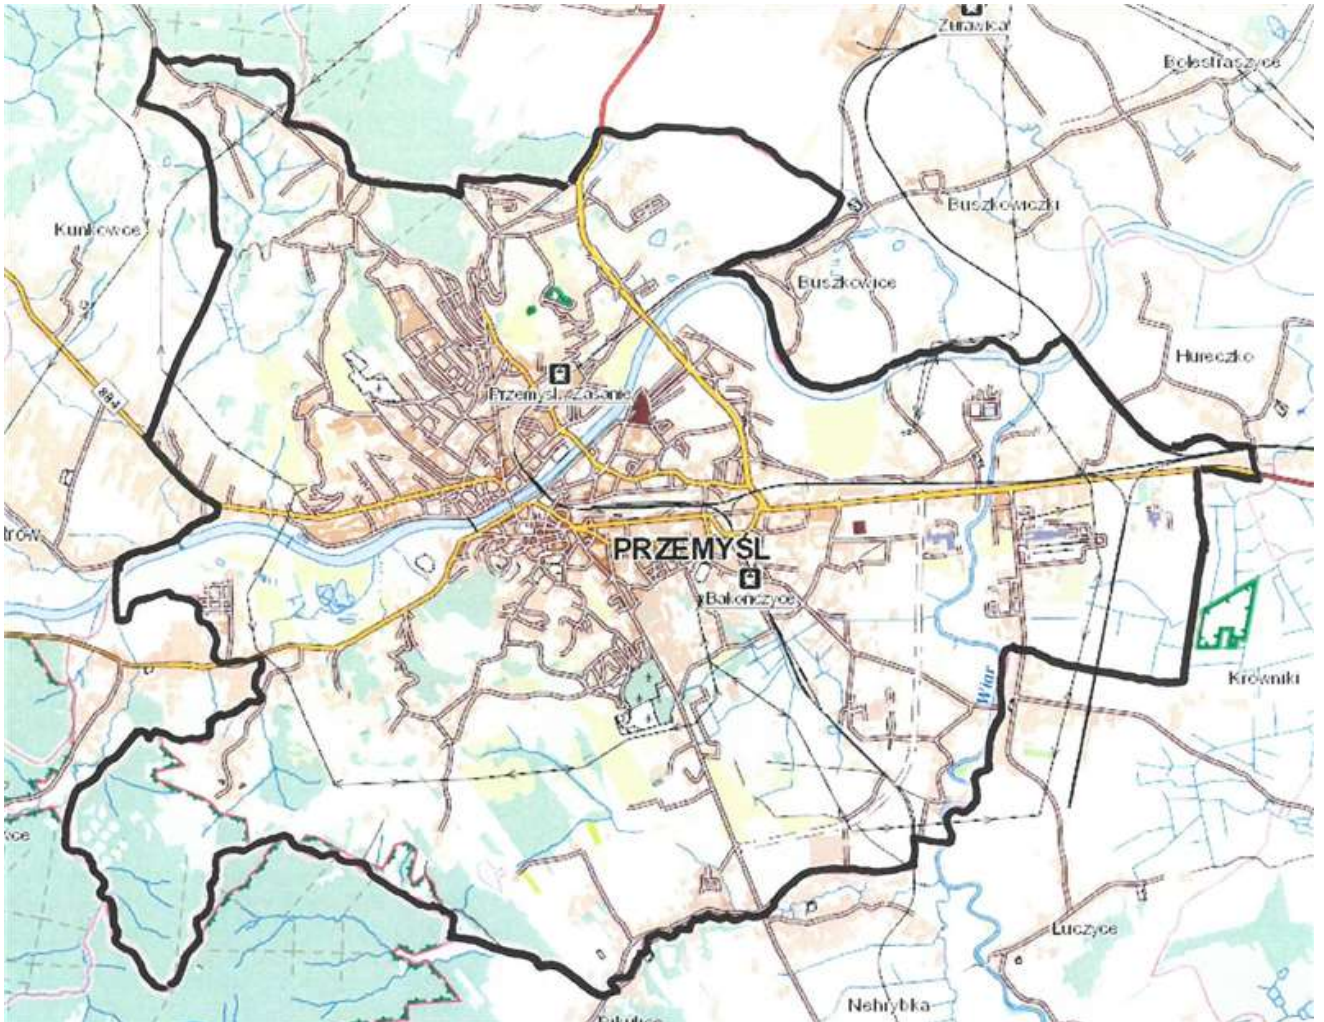 Żurawica
Bolestraszyce
Kunkowce
Buszkowiczki
Buszkowice
Hureczko
884
Przemyśl - Zasanie
PRZEMYŚL
Bakończyce
Wiar
Krówniki
Łuczyce
Nehrybka